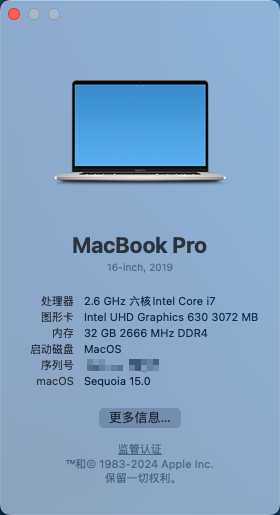 MacBook Pro
16-inch, 2019
处理器 2.6 GHz 六核Intel Core i7
图形卡 Intel UHD Graphics 630 3072 MB
内存 32 GB 2666 MHz DDR4
启动磁盘 MacOS
序列号
macOS Sequoia 15.0
更多信息...
监管认证
™和© 1983-2024 Apple Inc.
保留一切权利。